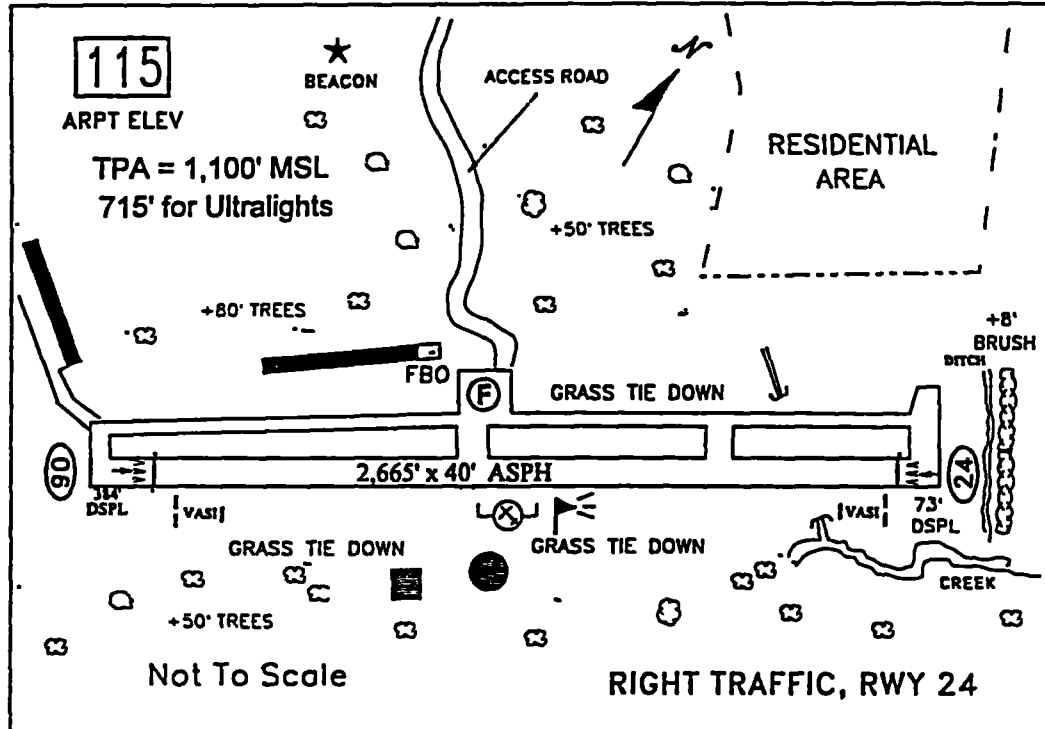 115
ARPT ELEV
TPA = 1,100' MSL
715' for Ultralights
BEACON
ACCESS ROAD
N
RESIDENTIAL
AREA
+50' TREES
+80' TREES
+8'
BRUSH
DITCH
FBO
F
GRASS TIE DOWN
06
2,665' x 40' ASPH
24
384'
DSPL
VASI
VASI
73'
DSPL
GRASS TIE DOWN
GRASS TIE DOWN
CREEK
+50' TREES
Not To Scale
RIGHT TRAFFIC, RWY 24